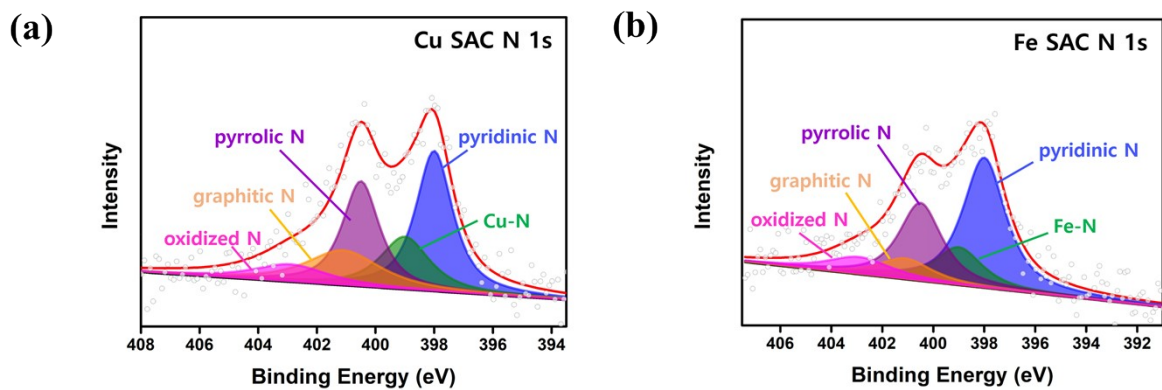 (a)
Cu SAC N 1s
pyrrolic N
pyridinic N
graphitic N
Cu-N
oxidized N
Intensity
408 406 404 402 400 398 396 394
Binding Energy (eV)
(b)
Fe SAC N 1s
pyrrolic N
pyridinic N
graphitic N
oxidized N
Fe-N
Intensity
406 404 402 400 398 396 394 392
Binding Energy (eV)